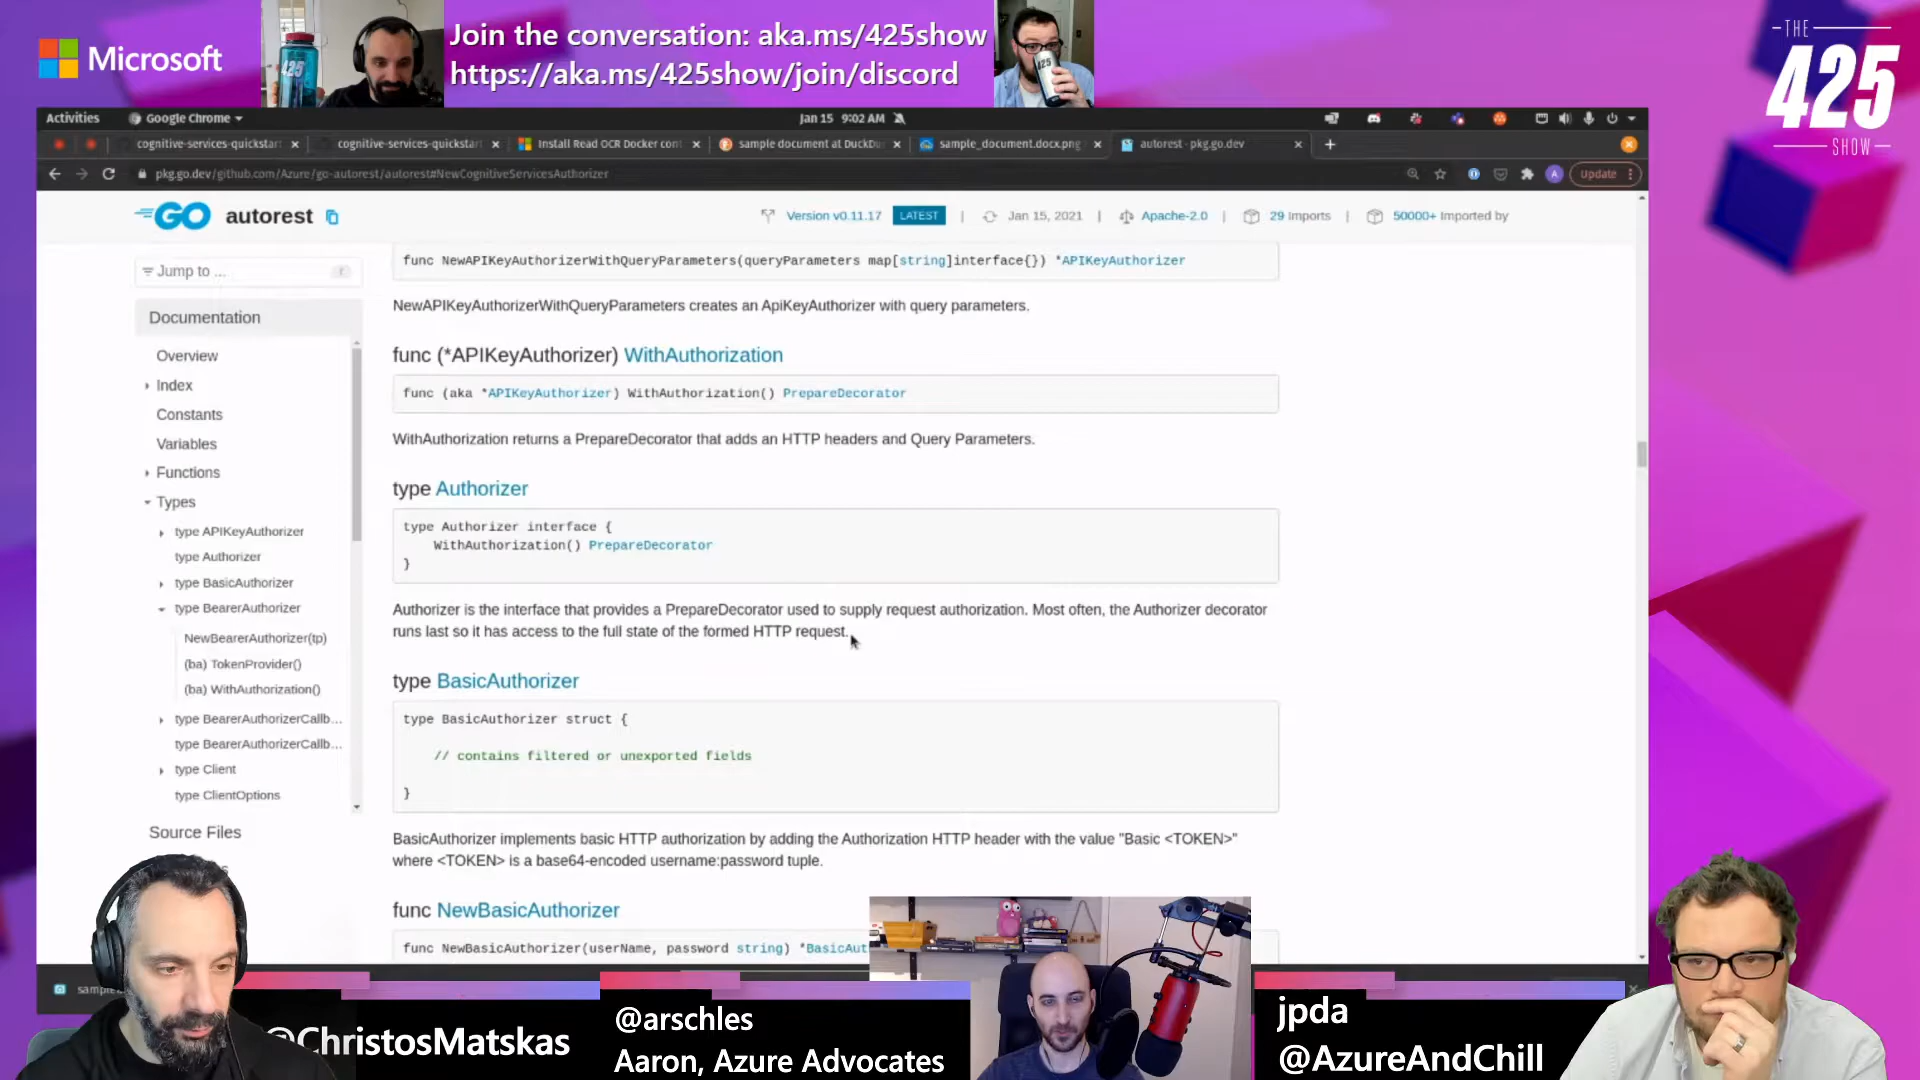 Microsoft
425
Join the conversation: aka.ms/425show
https://aka.ms/425show/join/discord
425
THE
425
SHOW
Activities
Google Chrome
Jan 15 9:02 AM
cognitive-services-quickstart
cognitive-services-quickstart
Install Read OCR Docker cont
sample document at DuckDu
sample_document.docx.png
autorest · pkg.go.dev
pkg.go.dev/github.com/Azure/go-autorest/autorest#NewCognitiveServicesAuthorizer
A
Update
GO
autorest
Version v0.11.17
LATEST
|
Jan 15, 2021
|
Apache-2.0
|
29 Imports
|
50000+ Imported by
Jump to ...
f
Documentation
Overview
Index
Constants
Variables
Functions
Types
type APIKeyAuthorizer
type Authorizer
type BasicAuthorizer
type BearerAuthorizer
NewBearerAuthorizer(tp)
(ba) TokenProvider()
(ba) WithAuthorization()
type BearerAuthorizerCallb...
type BearerAuthorizerCallb...
type Client
type ClientOptions
Source Files
func NewAPIKeyAuthorizerWithQueryParameters(queryParameters map[string]interface{}) *APIKeyAuthorizer
NewAPIKeyAuthorizerWithQueryParameters creates an ApiKeyAuthorizer with query parameters.
func (*APIKeyAuthorizer) WithAuthorization
func (aka *APIKeyAuthorizer) WithAuthorization() PrepareDecorator
WithAuthorization returns a PrepareDecorator that adds an HTTP headers and Query Parameters.
type Authorizer
type Authorizer interface {
WithAuthorization() PrepareDecorator
}
Authorizer is the interface that provides a PrepareDecorator used to supply request authorization. Most often, the Authorizer decorator
runs last so it has access to the full state of the formed HTTP request.
type BasicAuthorizer
type BasicAuthorizer struct {
// contains filtered or unexported fields
}
BasicAuthorizer implements basic HTTP authorization by adding the Authorization HTTP header with the value "Basic <TOKEN>"
where <TOKEN> is a base64-encoded username:password tuple.
func NewBasicAuthorizer
func NewBasicAuthorizer(userName, password string) *BasicAut
@ChristosMatskas
@arschles
Aaron, Azure Advocates
jpda
@AzureAndChill